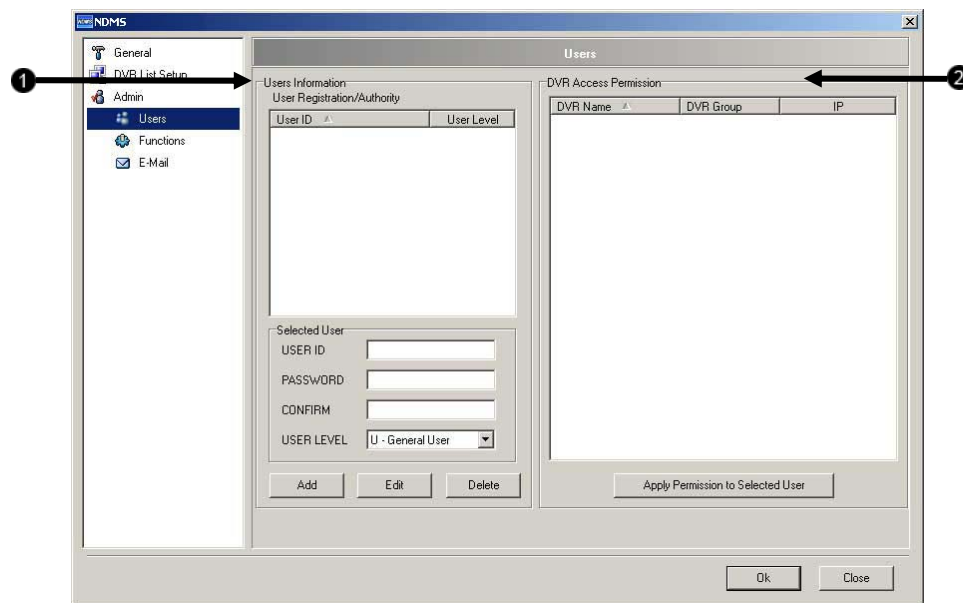 NDMS
General
DVR List Setup
Admin
Users
Functions
E-Mail
Users
1
Users Information
User Registration/Authority
User ID
User Level
Selected User
USER ID
PASSWORD
CONFIRM
USER LEVEL
U - General User
Add
Edit
Delete
2
DVR Access Permission
DVR Name
DVR Group
IP
Apply Permission to Selected User
Ok
Close